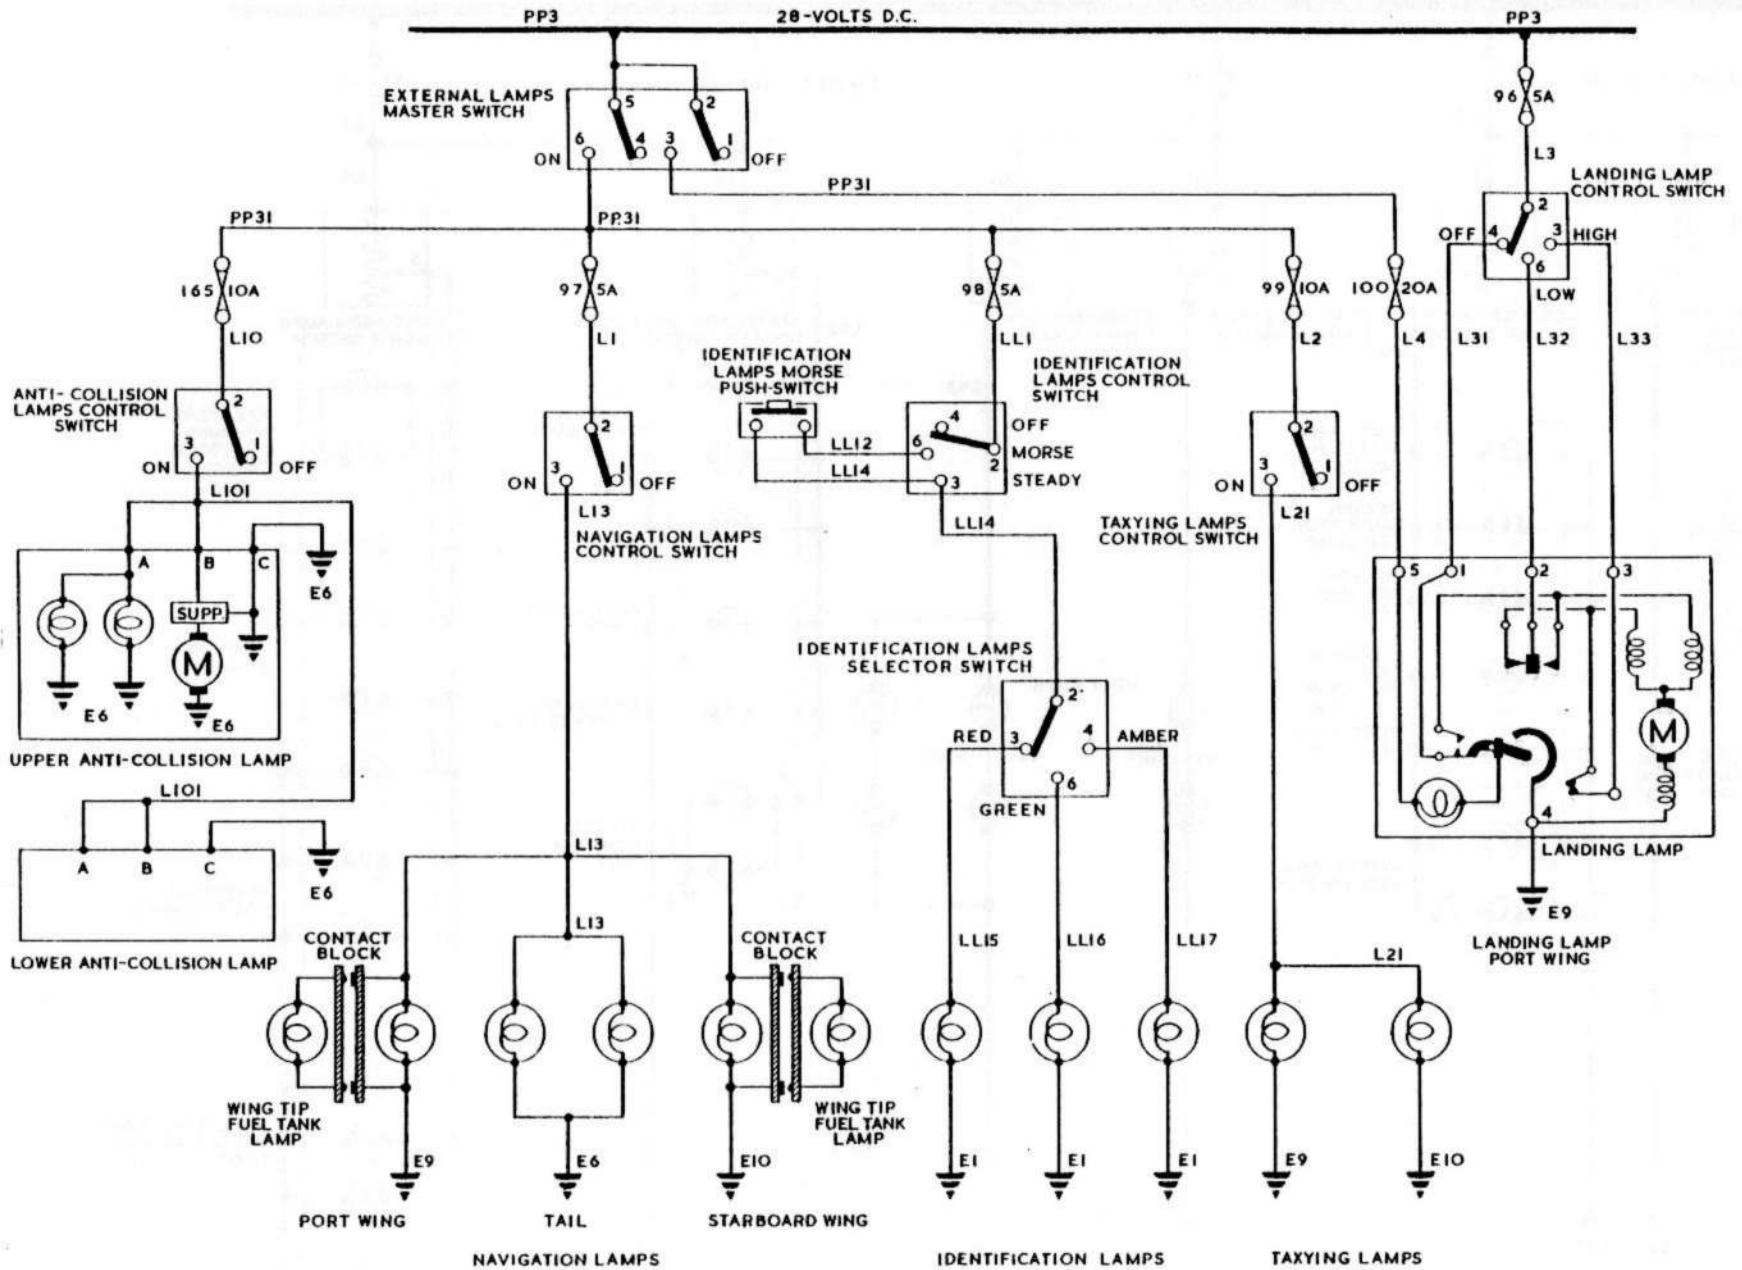 PP3 28-VOLTS D.C. PP3
EXTERNAL LAMPS
MASTER SWITCH
5 2
6 4 3 1
ON OFF
96 5A
L3
LANDING LAMP
CONTROL SWITCH
2
OFF 4 3 HIGH
6
LOW
PP31
PP31 PP31
165 10A
97 5A
98 5A
99 10A
100 20A
L10
L1
LL1
L2
L4
L31
L32
L33
ANTI-COLLISION
LAMPS CONTROL
SWITCH
2
3 1
ON OFF
L101
IDENTIFICATION
LAMPS MORSE
PUSH-SWITCH
IDENTIFICATION
LAMPS CONTROL
SWITCH
4 OFF
6 2 MORSE
3 STEADY
LL12
LL14
LL14
2
3 1
ON OFF
L13
NAVIGATION LAMPS
CONTROL SWITCH
2
3 1
ON OFF
L21
TAXYING LAMPS
CONTROL SWITCH
A B C
E6
SUPP.
M
E6 E6
UPPER ANTI-COLLISION LAMP
L101
A B C
E6
LOWER ANTI-COLLISION LAMP
IDENTIFICATION LAMPS
SELECTOR SWITCH
2
RED 3 4 AMBER
6
GREEN
5 1 2 3
M
4
LANDING LAMP
E9
LANDING LAMP
PORT WING
L13
L13
CONTACT
BLOCK
CONTACT
BLOCK
LL15 LL16 LL17
L21
WING TIP
FUEL TANK
LAMP
WING TIP
FUEL TANK
LAMP
E9 E6 E10 E1 E1 E1 E9 E10
PORT WING TAIL STARBOARD WING
NAVIGATION LAMPS IDENTIFICATION LAMPS TAXYING LAMPS